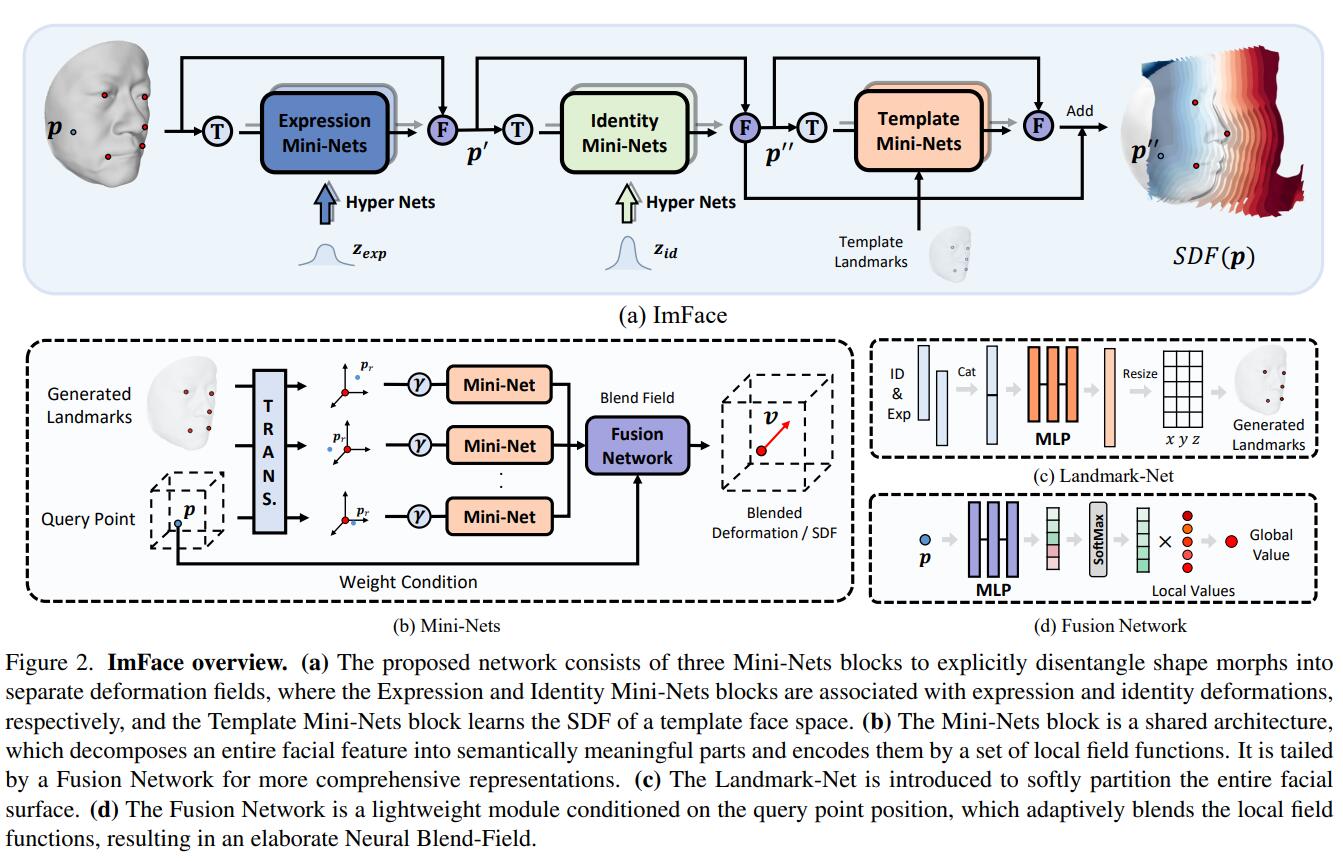 p
T
Expression
Mini-Nets
F
p′
T
Identity
Mini-Nets
F
p′′
T
Template
Mini-Nets
F
Add
p′′
Hyper Nets
z_exp
Hyper Nets
z_id
Template
Landmarks
SDF(p)
(a) ImFace
Generated
Landmarks
Query Point
p
TRANS.
p_r
γ
Mini-Net
p_r
γ
Mini-Net
p_r
γ
Mini-Net
Blend Field
Fusion
Network
v
Blended
Deformation / SDF
Weight Condition
(b) Mini-Nets
ID
&
Exp
Cat
MLP
Resize
x y z
Generated
Landmarks
(c) Landmark-Net
p
MLP
SoftMax
×
Local Values
Global
Value
(d) Fusion Network
Figure 2. ImFace overview. (a) The proposed network consists of three Mini-Nets blocks to explicitly disentangle shape morphs into
separate deformation fields, where the Expression and Identity Mini-Nets blocks are associated with expression and identity deformations,
respectively, and the Template Mini-Nets block learns the SDF of a template face space. (b) The Mini-Nets block is a shared architecture,
which decomposes an entire facial feature into semantically meaningful parts and encodes them by a set of local field functions. It is tailed
by a Fusion Network for more comprehensive representations. (c) The Landmark-Net is introduced to softly partition the entire facial
surface. (d) The Fusion Network is a lightweight module conditioned on the query point position, which adaptively blends the local field
functions, resulting in an elaborate Neural Blend-Field.